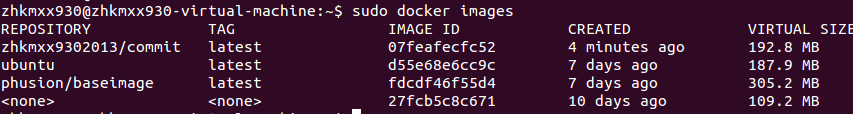 zhkmxx930@zhkmxx930-virtual-machine:~$ sudo docker images
REPOSITORY TAG IMAGE ID CREATED VIRTUAL SIZE
zhkmxx9302013/commit latest 07feafecfc52 4 minutes ago 192.8 MB
ubuntu latest d55e68e6cc9c 7 days ago 187.9 MB
phusion/baseimage latest fdcdf46f55d4 7 days ago 305.2 MB
<none> <none> 27fcb5c8c671 10 days ago 109.2 MB